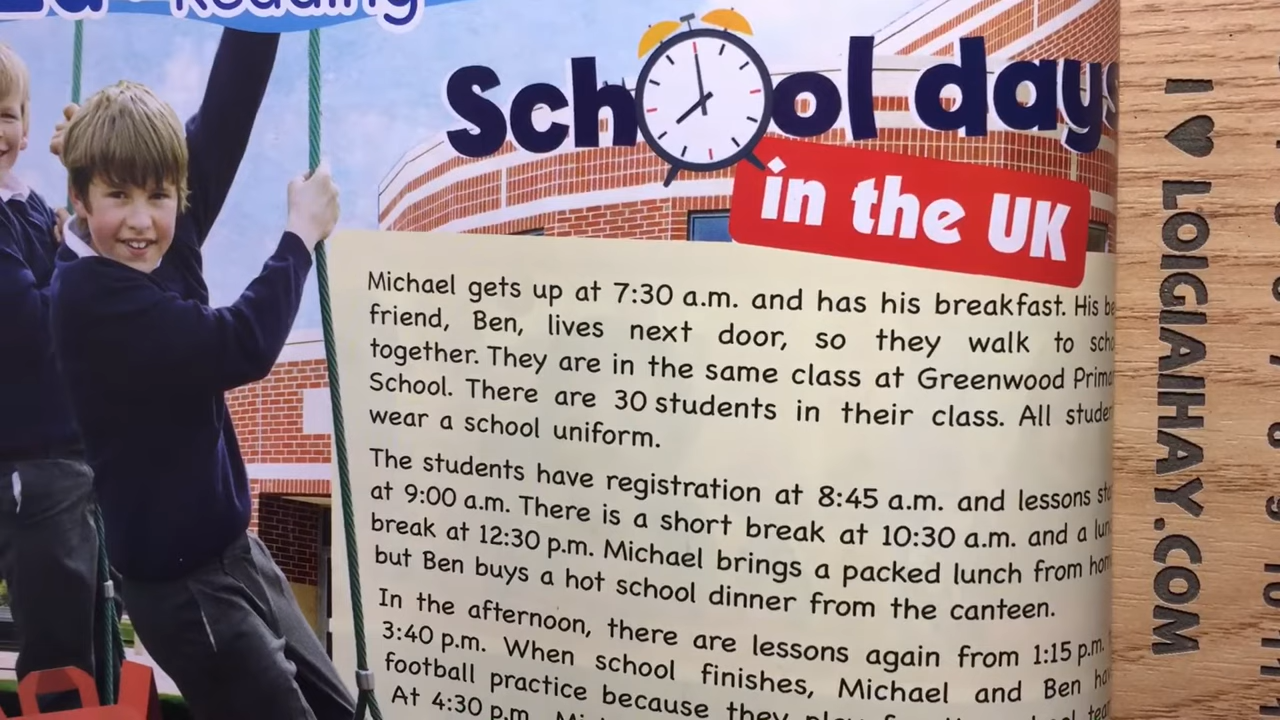 Reading
School days
in the UK
Michael gets up at 7:30 a.m. and has his breakfast. His
friend, Ben, lives next door, so they walk to
together. They are in the same class at Greenwood
School. There are 30 students in their class. All
wear a school uniform.
The students have registration at 8:45 a.m. and lessons
at 9:00 a.m. There is a short break at 10:30 a.m. and a
break at 12:30 p.m. Michael brings a packed lunch from
but Ben buys a hot school dinner from the canteen.
In the afternoon, there are lessons again from 1:15 p.m.
3:40 p.m. When school finishes, Michael and Ben
football practice because they
At 4:30 p.m.
I ♥ LOIGIAIHAY.COM